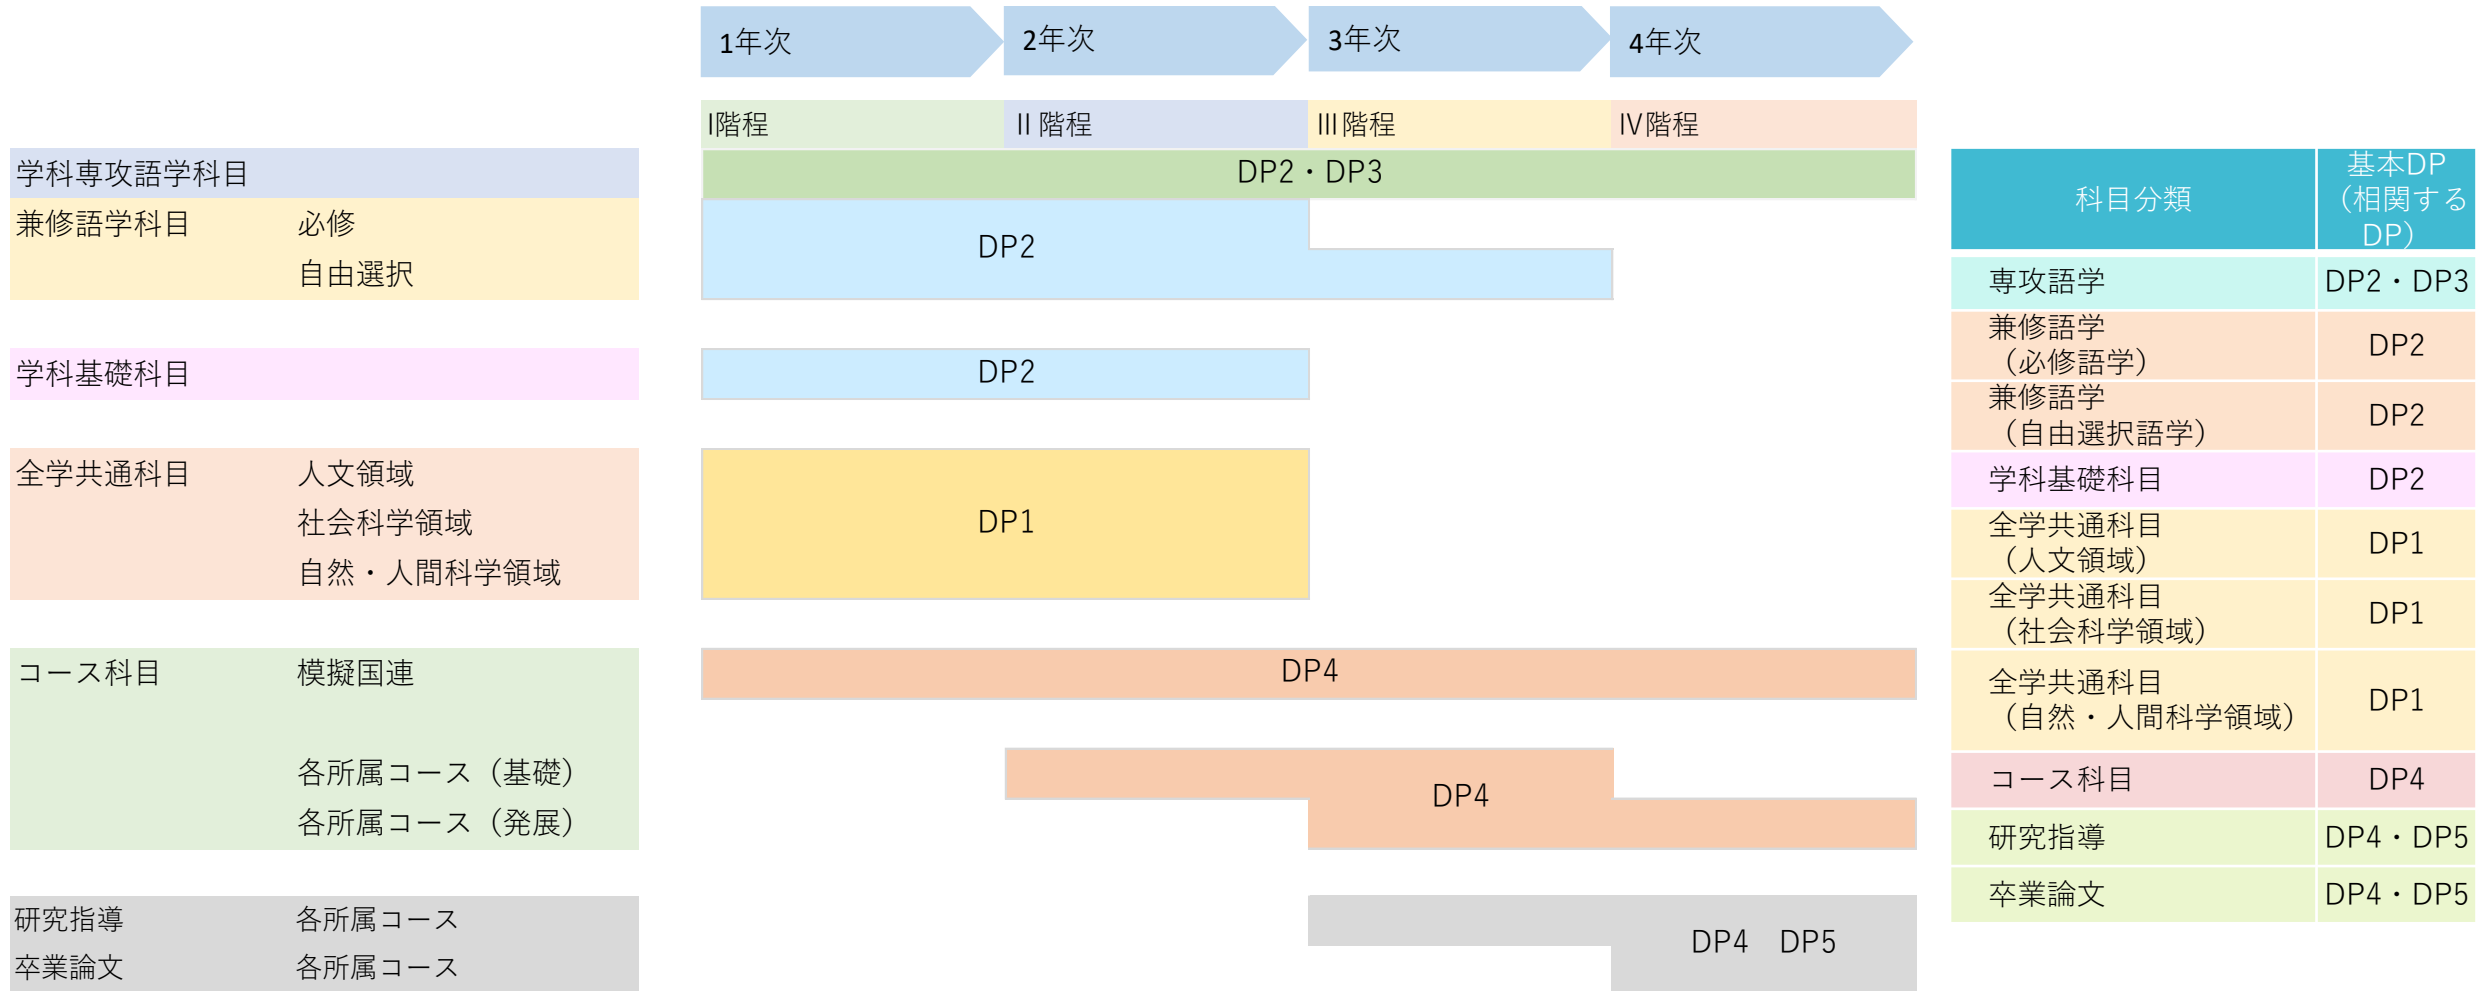 1年次
2年次
3年次
4年次
Ⅰ階程
Ⅱ階程
Ⅲ階程
Ⅳ階程
学科専攻語学科目
DP2・DP3
兼修語学科目 必修
自由選択
DP2
学科基礎科目
DP2
全学共通科目 人文領域
社会科学領域
自然・人間科学領域
DP1
コース科目 模擬国連
DP4
各所属コース（基礎）
各所属コース（発展）
DP4
研究指導 各所属コース
卒業論文 各所属コース
DP4 DP5
科目分類
基本DP
（相関する
DP）
専攻語学 DP2・DP3
兼修語学
（必修語学）
DP2
兼修語学
（自由選択語学）
DP2
学科基礎科目 DP2
全学共通科目
（人文領域）
DP1
全学共通科目
（社会科学領域）
DP1
全学共通科目
（自然・人間科学領域）
DP1
コース科目 DP4
研究指導 DP4・DP5
卒業論文 DP4・DP5